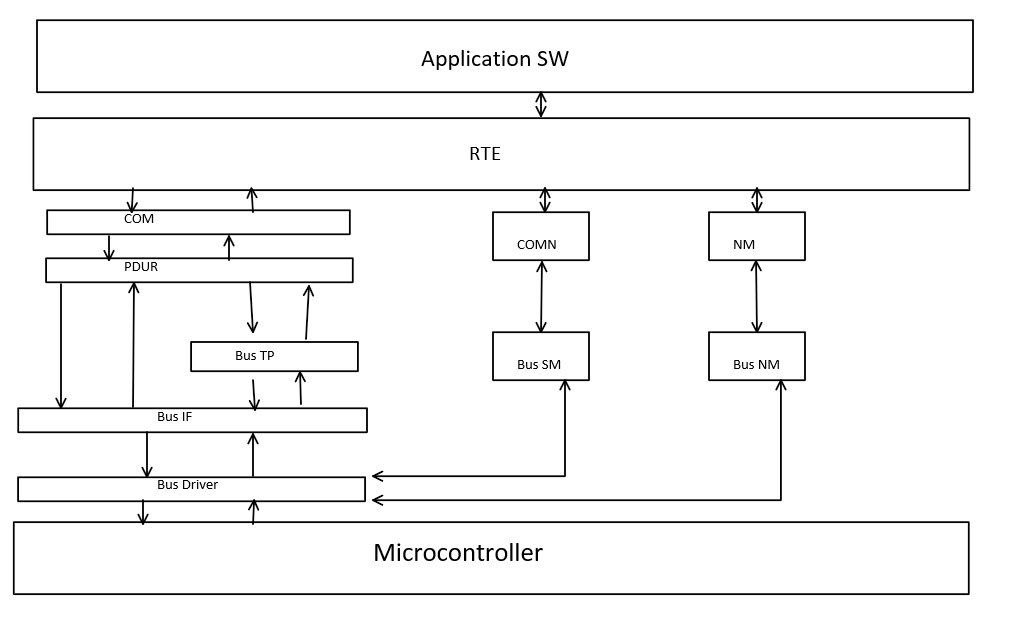 Application SW
RTE
COM
PDUR
COMN
NM
Bus TP
Bus SM
Bus NM
Bus IF
Bus Driver
Microcontroller